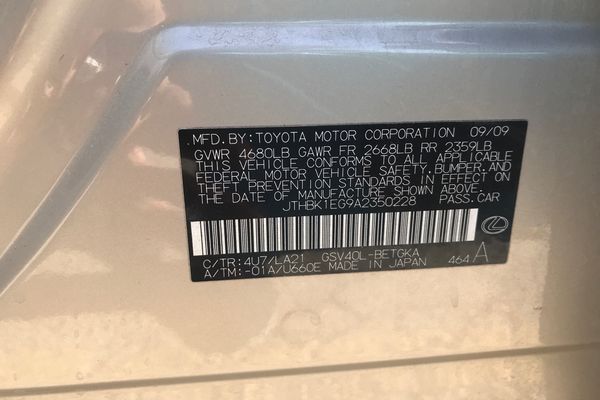 MFD.BY:TOYOTA MOTOR CORPORATION 09/09
GVWR 4680LB GAWR FR 2668LB RR 2359LB
THIS VEHICLE CONFORMS TO ALL APPLICABLE
FEDERAL MOTOR VEHICLE SAFETY,BUMPER,AND
THEFT PREVENTION STANDARDS IN EFFECT ON
THE DATE OF MANUFACTURE SHOWN ABOVE.
JTHBK1EG9A2350228 PASS.CAR
C/TR:4U7/LA21 GSV40L-BETGKA
A/TM:-01A/U660E MADE IN JAPAN 464 A